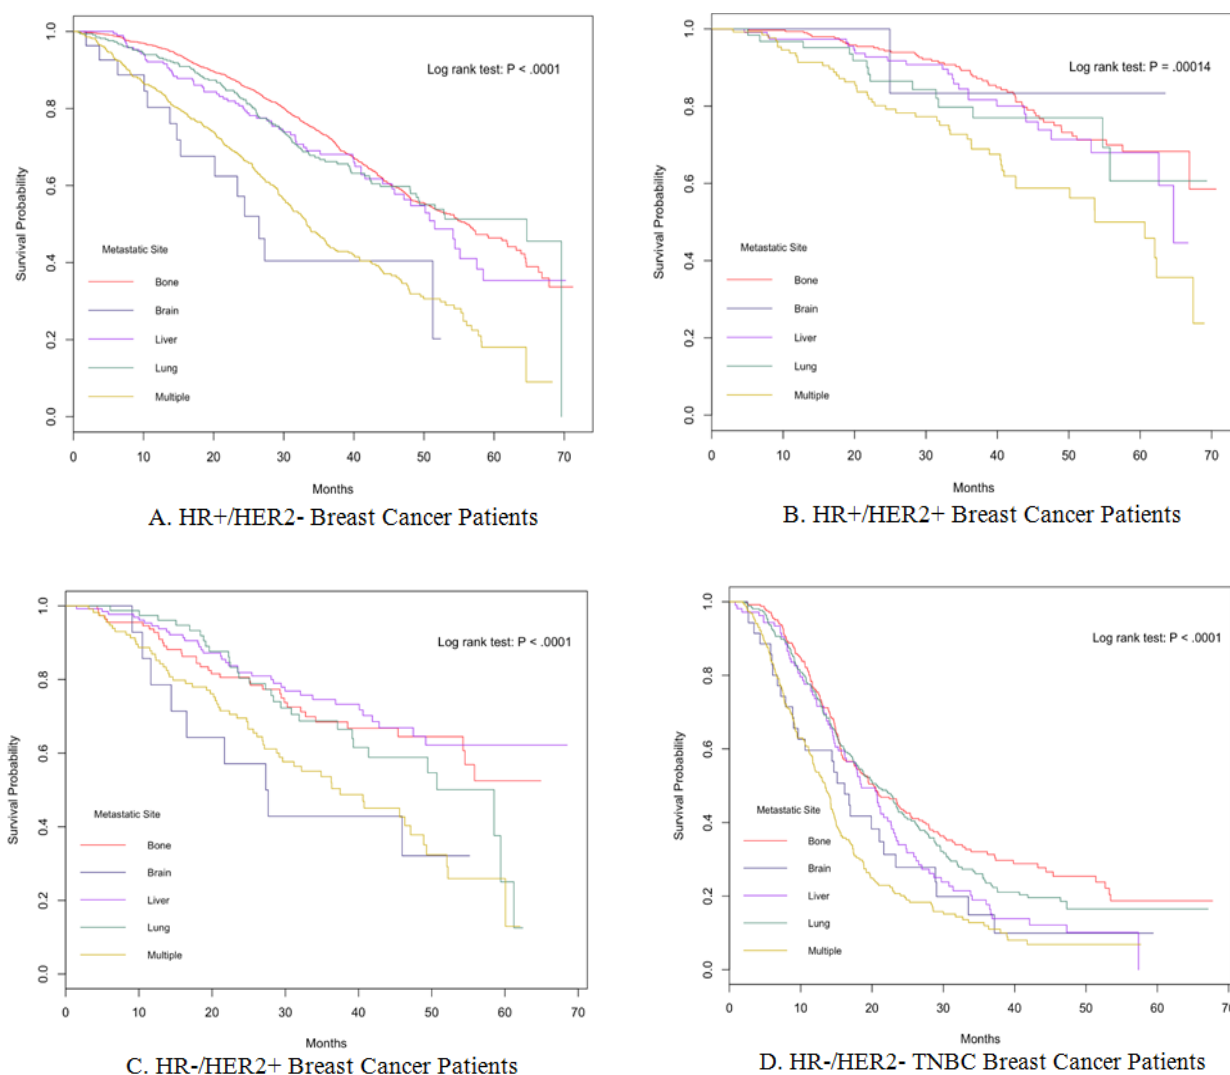 Survival Probability
1.0
0.8
0.6
0.4
0.2
0.0
Log rank test: P < .0001
Metastatic Site
Bone
Brain
Liver
Lung
Multiple
0 10 20 30 40 50 60 70
Months
A. HR+/HER2- Breast Cancer Patients
Survival Probability
1.0
0.8
0.6
0.4
0.2
0.0
Log rank test: P = .00014
Metastatic Site
Bone
Brain
Liver
Lung
Multiple
0 10 20 30 40 50 60 70
Months
B. HR+/HER2+ Breast Cancer Patients
Survival Probability
1.0
0.8
0.6
0.4
0.2
0.0
Log rank test: P < .0001
Metastatic Site
Bone
Brain
Liver
Lung
Multiple
0 10 20 30 40 50 60 70
Months
C. HR-/HER2+ Breast Cancer Patients
Survival Probability
1.0
0.8
0.6
0.4
0.2
0.0
Log rank test: P < .0001
Metastatic Site
Bone
Brain
Liver
Lung
Multiple
0 10 20 30 40 50 60 70
Months
D. HR-/HER2- TNBC Breast Cancer Patients